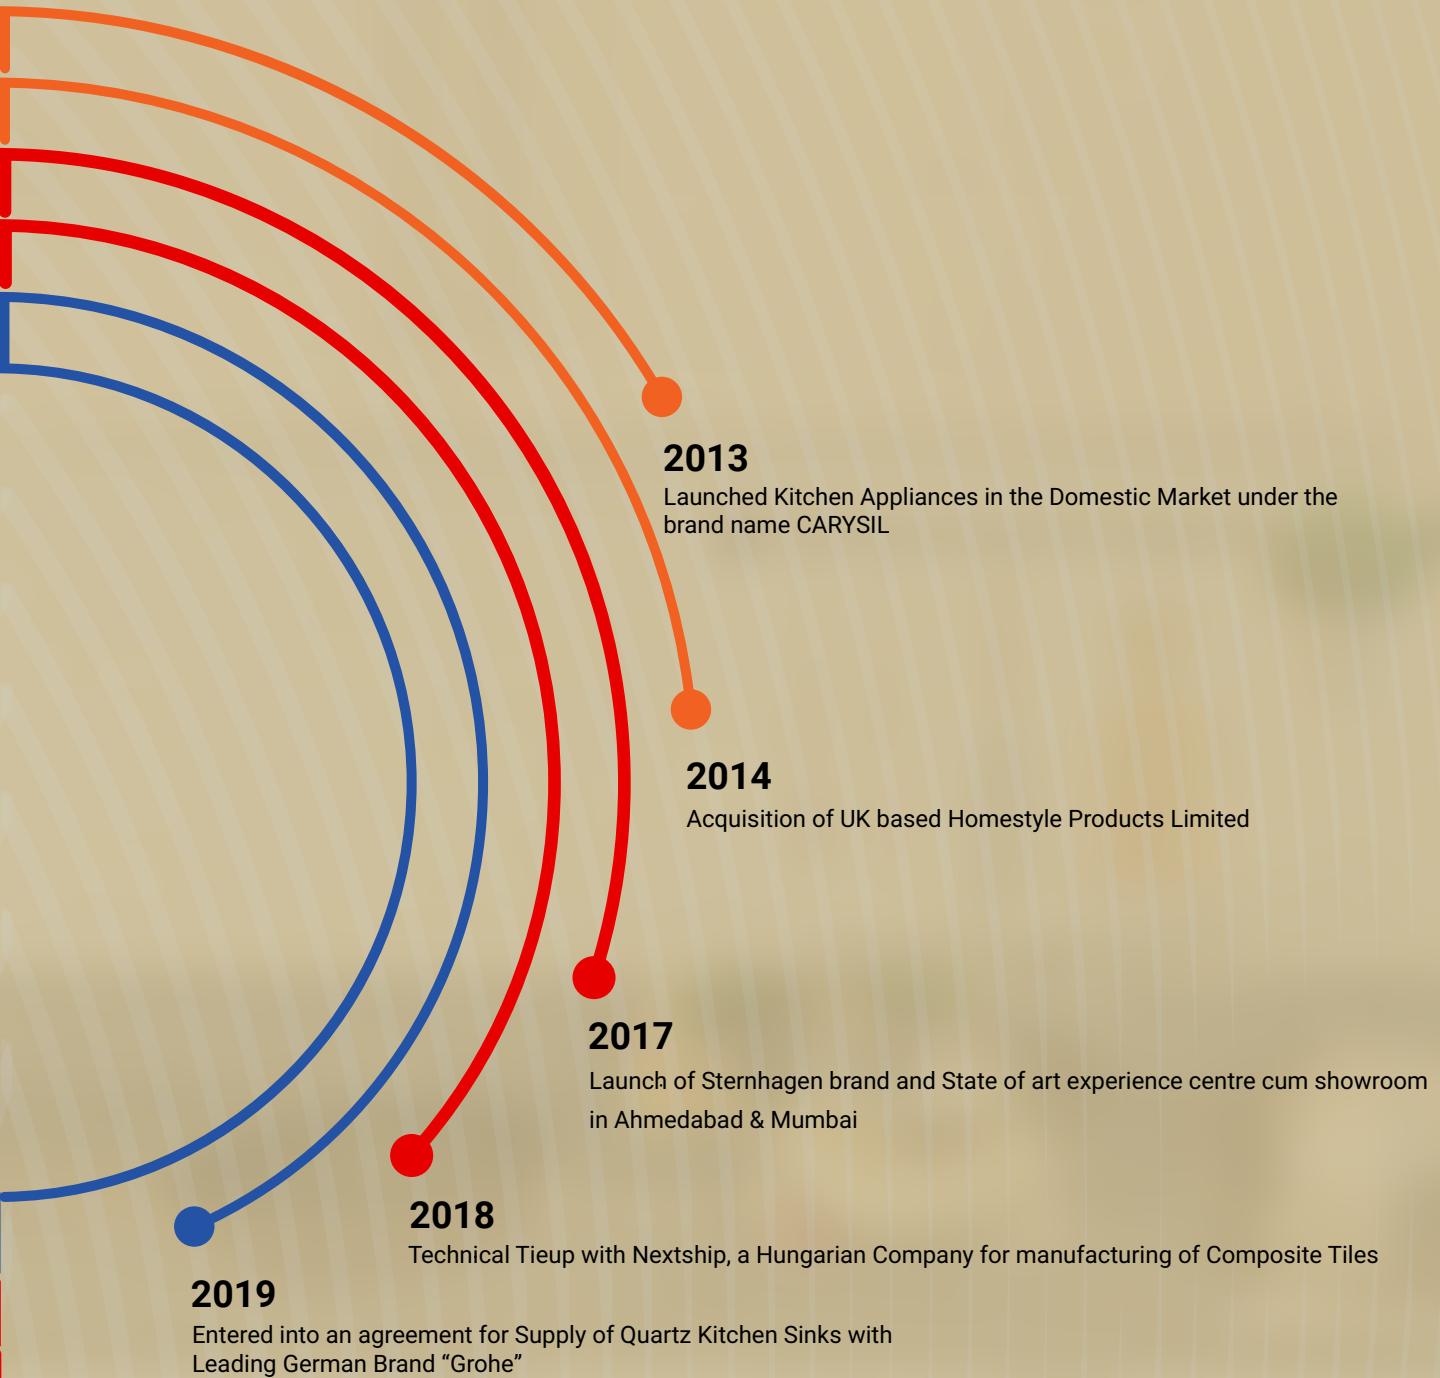 2013
Launched Kitchen Appliances in the Domestic Market under the
brand name CARYSIL
2014
Acquisition of UK based Homestyle Products Limited
2017
Launch of Sternhagen brand and State of art experience centre cum showroom
in Ahmedabad & Mumbai
2018
Technical Tieup with Nextship, a Hungarian Company for manufacturing of Composite Tiles
2019
Entered into an agreement for Supply of Quartz Kitchen Sinks with
Leading German Brand “Grohe”